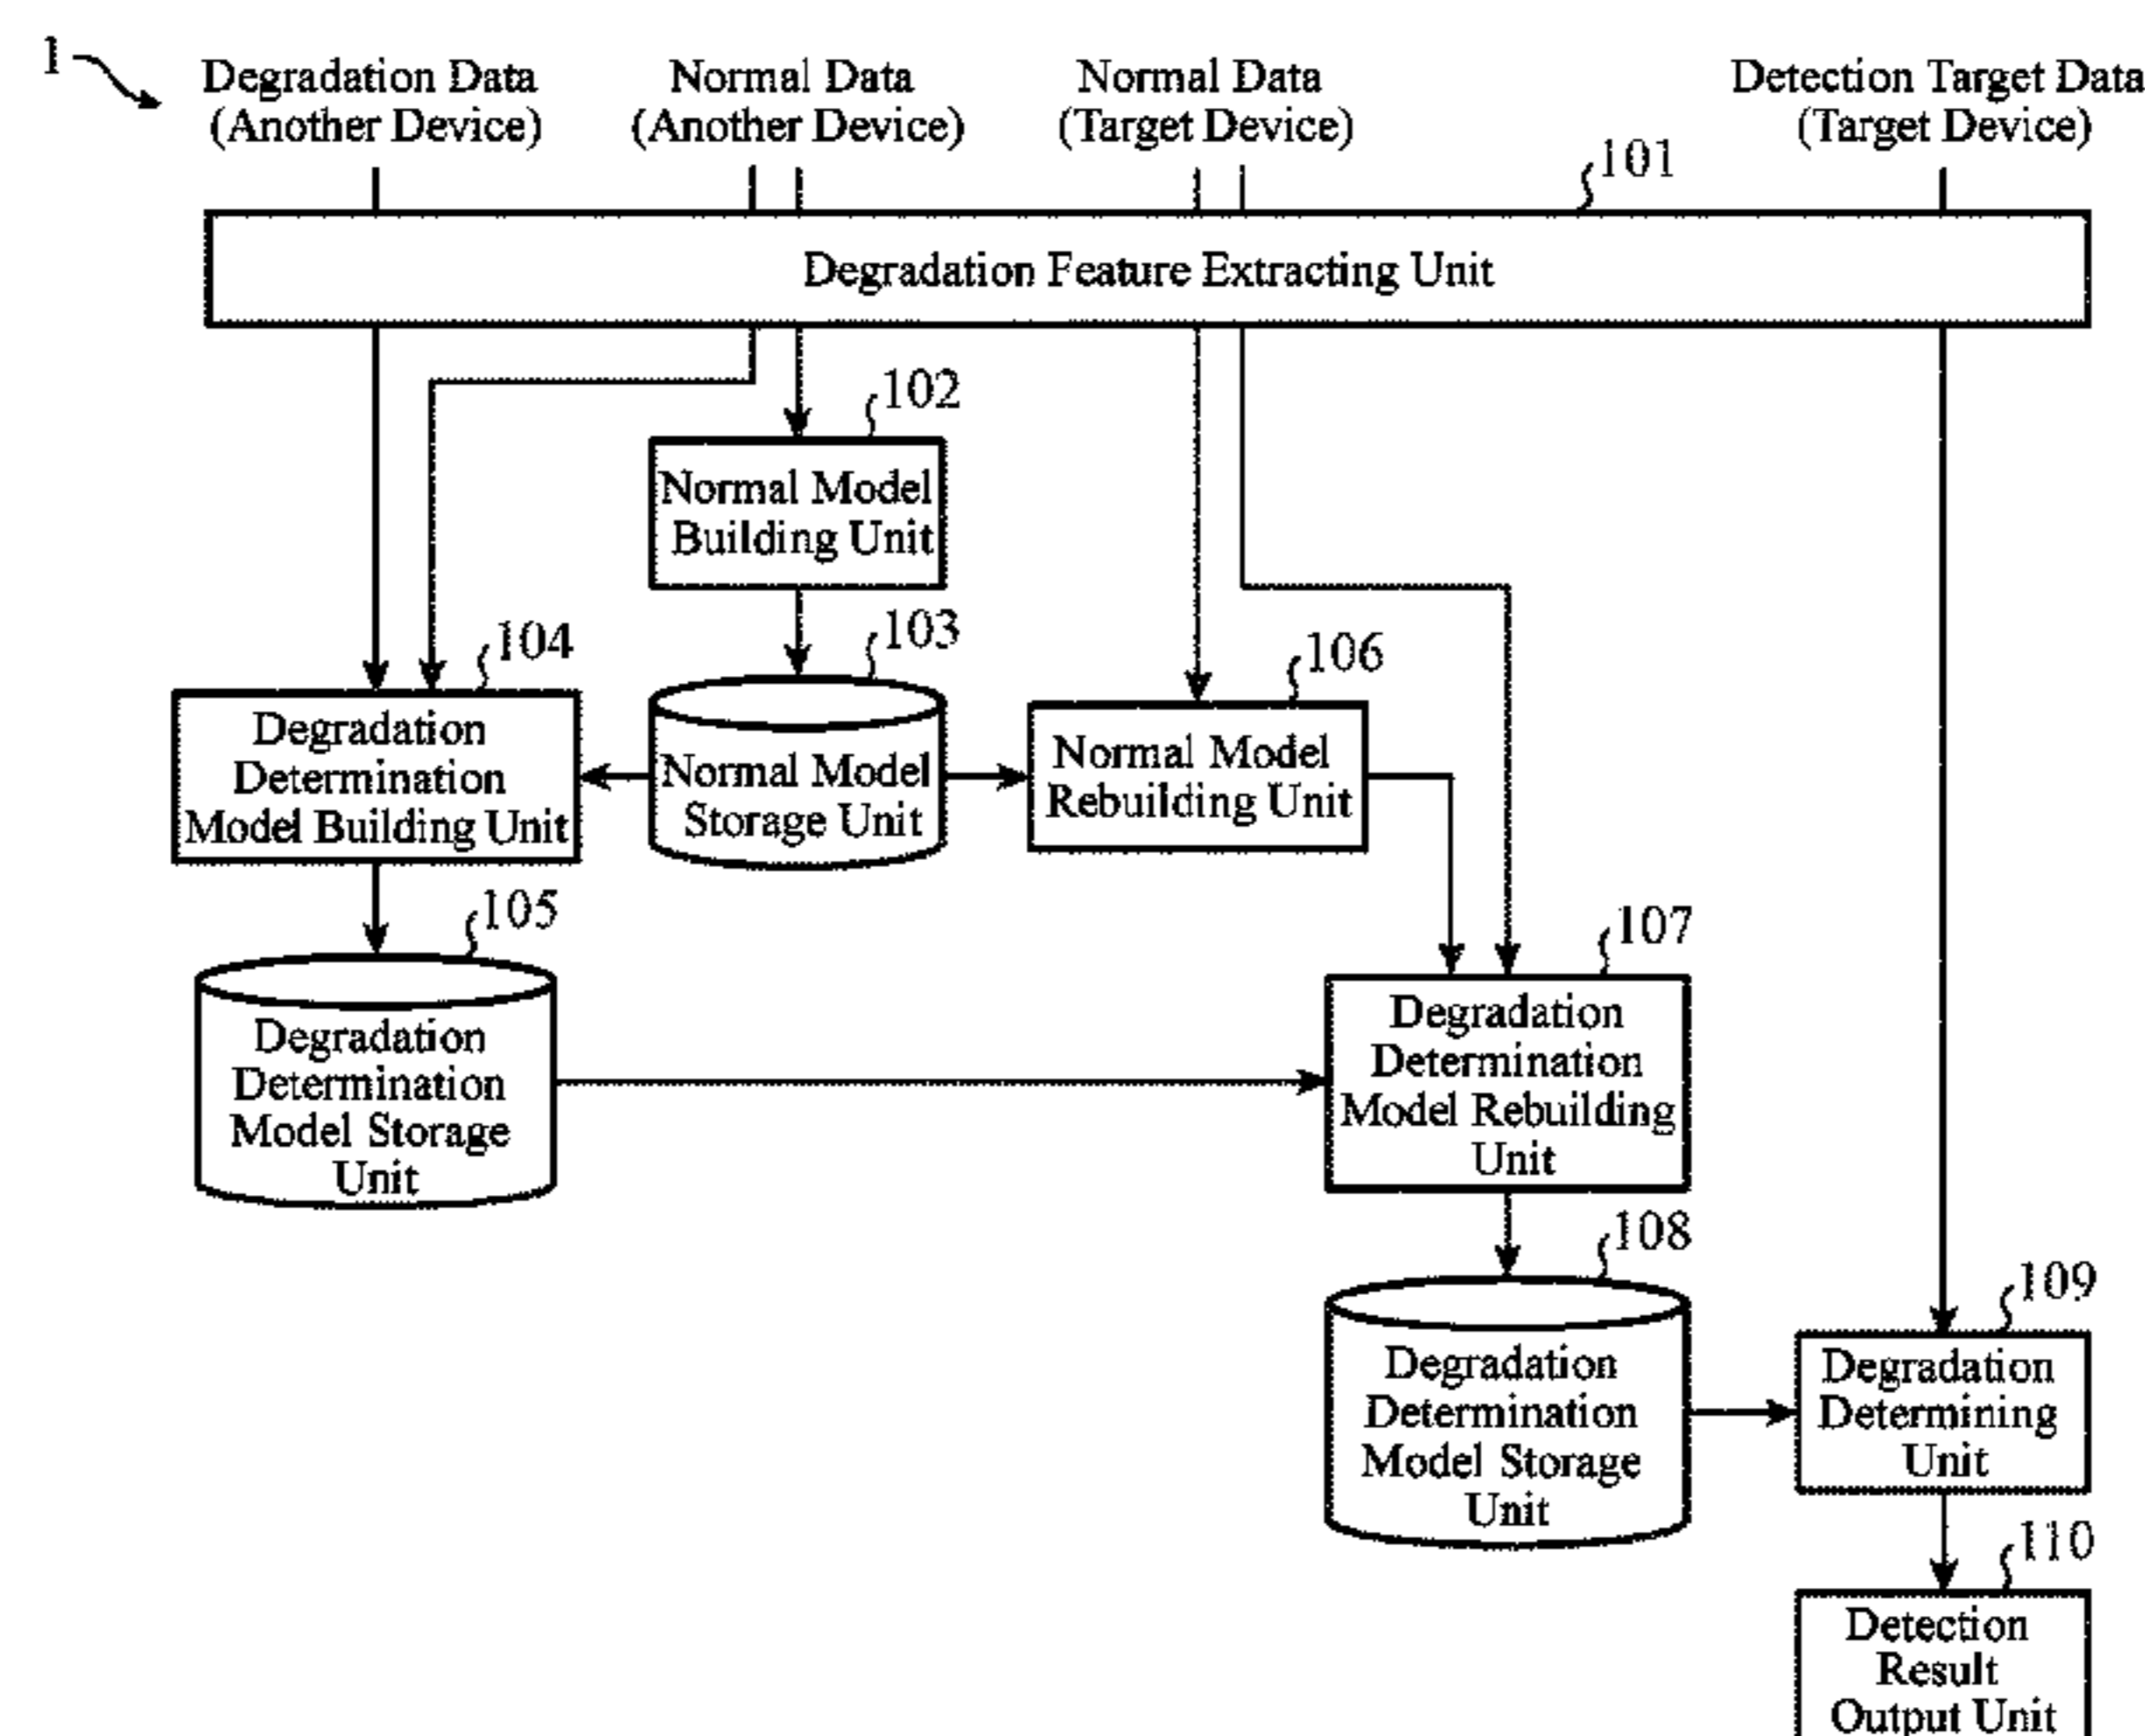 1
Degradation Data
(Another Device)
Normal Data
(Another Device)
Normal Data
(Target Device)
Detection Target Data
(Target Device)
101
Degradation Feature Extracting Unit
102
Normal Model
Building Unit
103
Normal Model
Storage Unit
104
Degradation
Determination
Model Building Unit
105
Degradation
Determination
Model Storage
Unit
106
Normal Model
Rebuilding Unit
107
Degradation
Determination
Model Rebuilding
Unit
108
Degradation
Determination
Model Storage
Unit
109
Degradation
Determining
Unit
110
Detection
Result
Output Unit